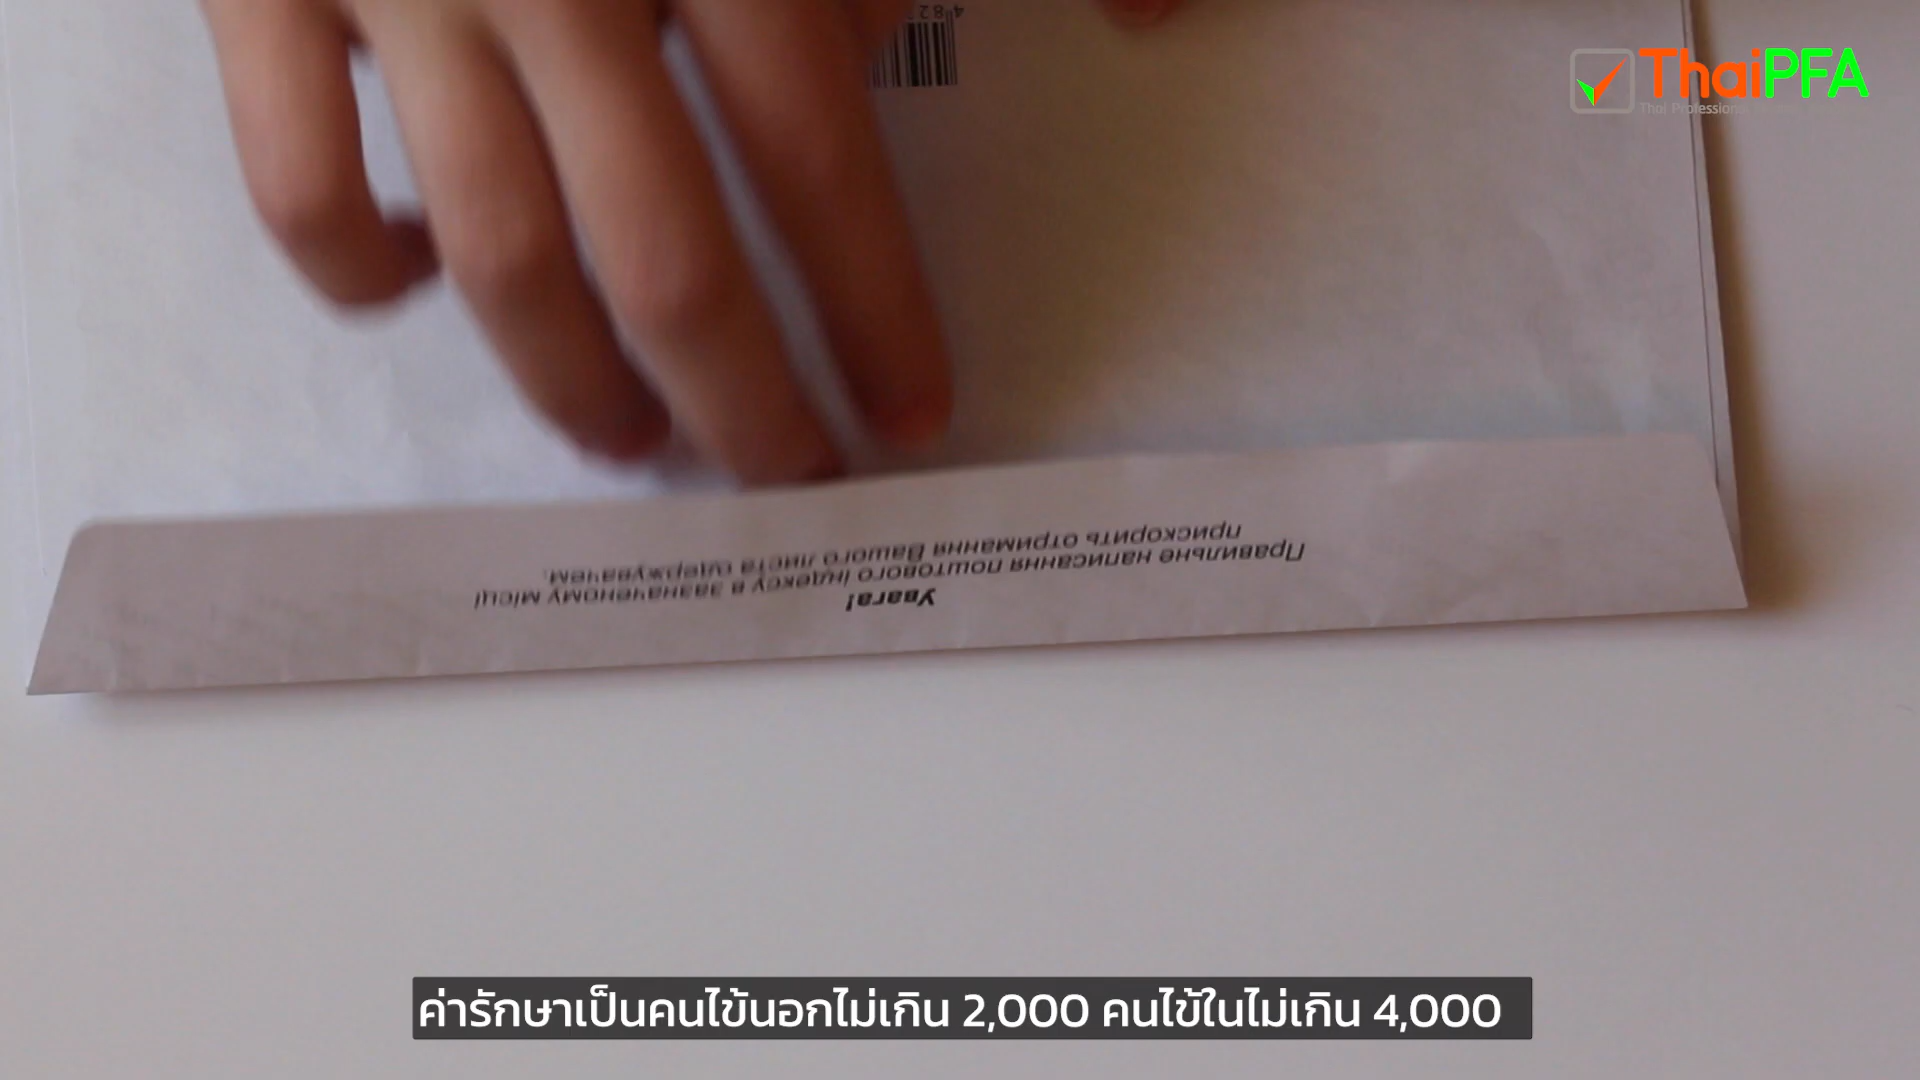 482
ThaiPFA
Thai Professional
Увага!
Правильне написання поштового індексу в зазначеному місці
прискорить отримання Вашого листа одержувачем.
ค่ารักษาเป็นคนไข้นอกไม่เกิน 2,000 คนไข้ในไม่เกิน 4,000